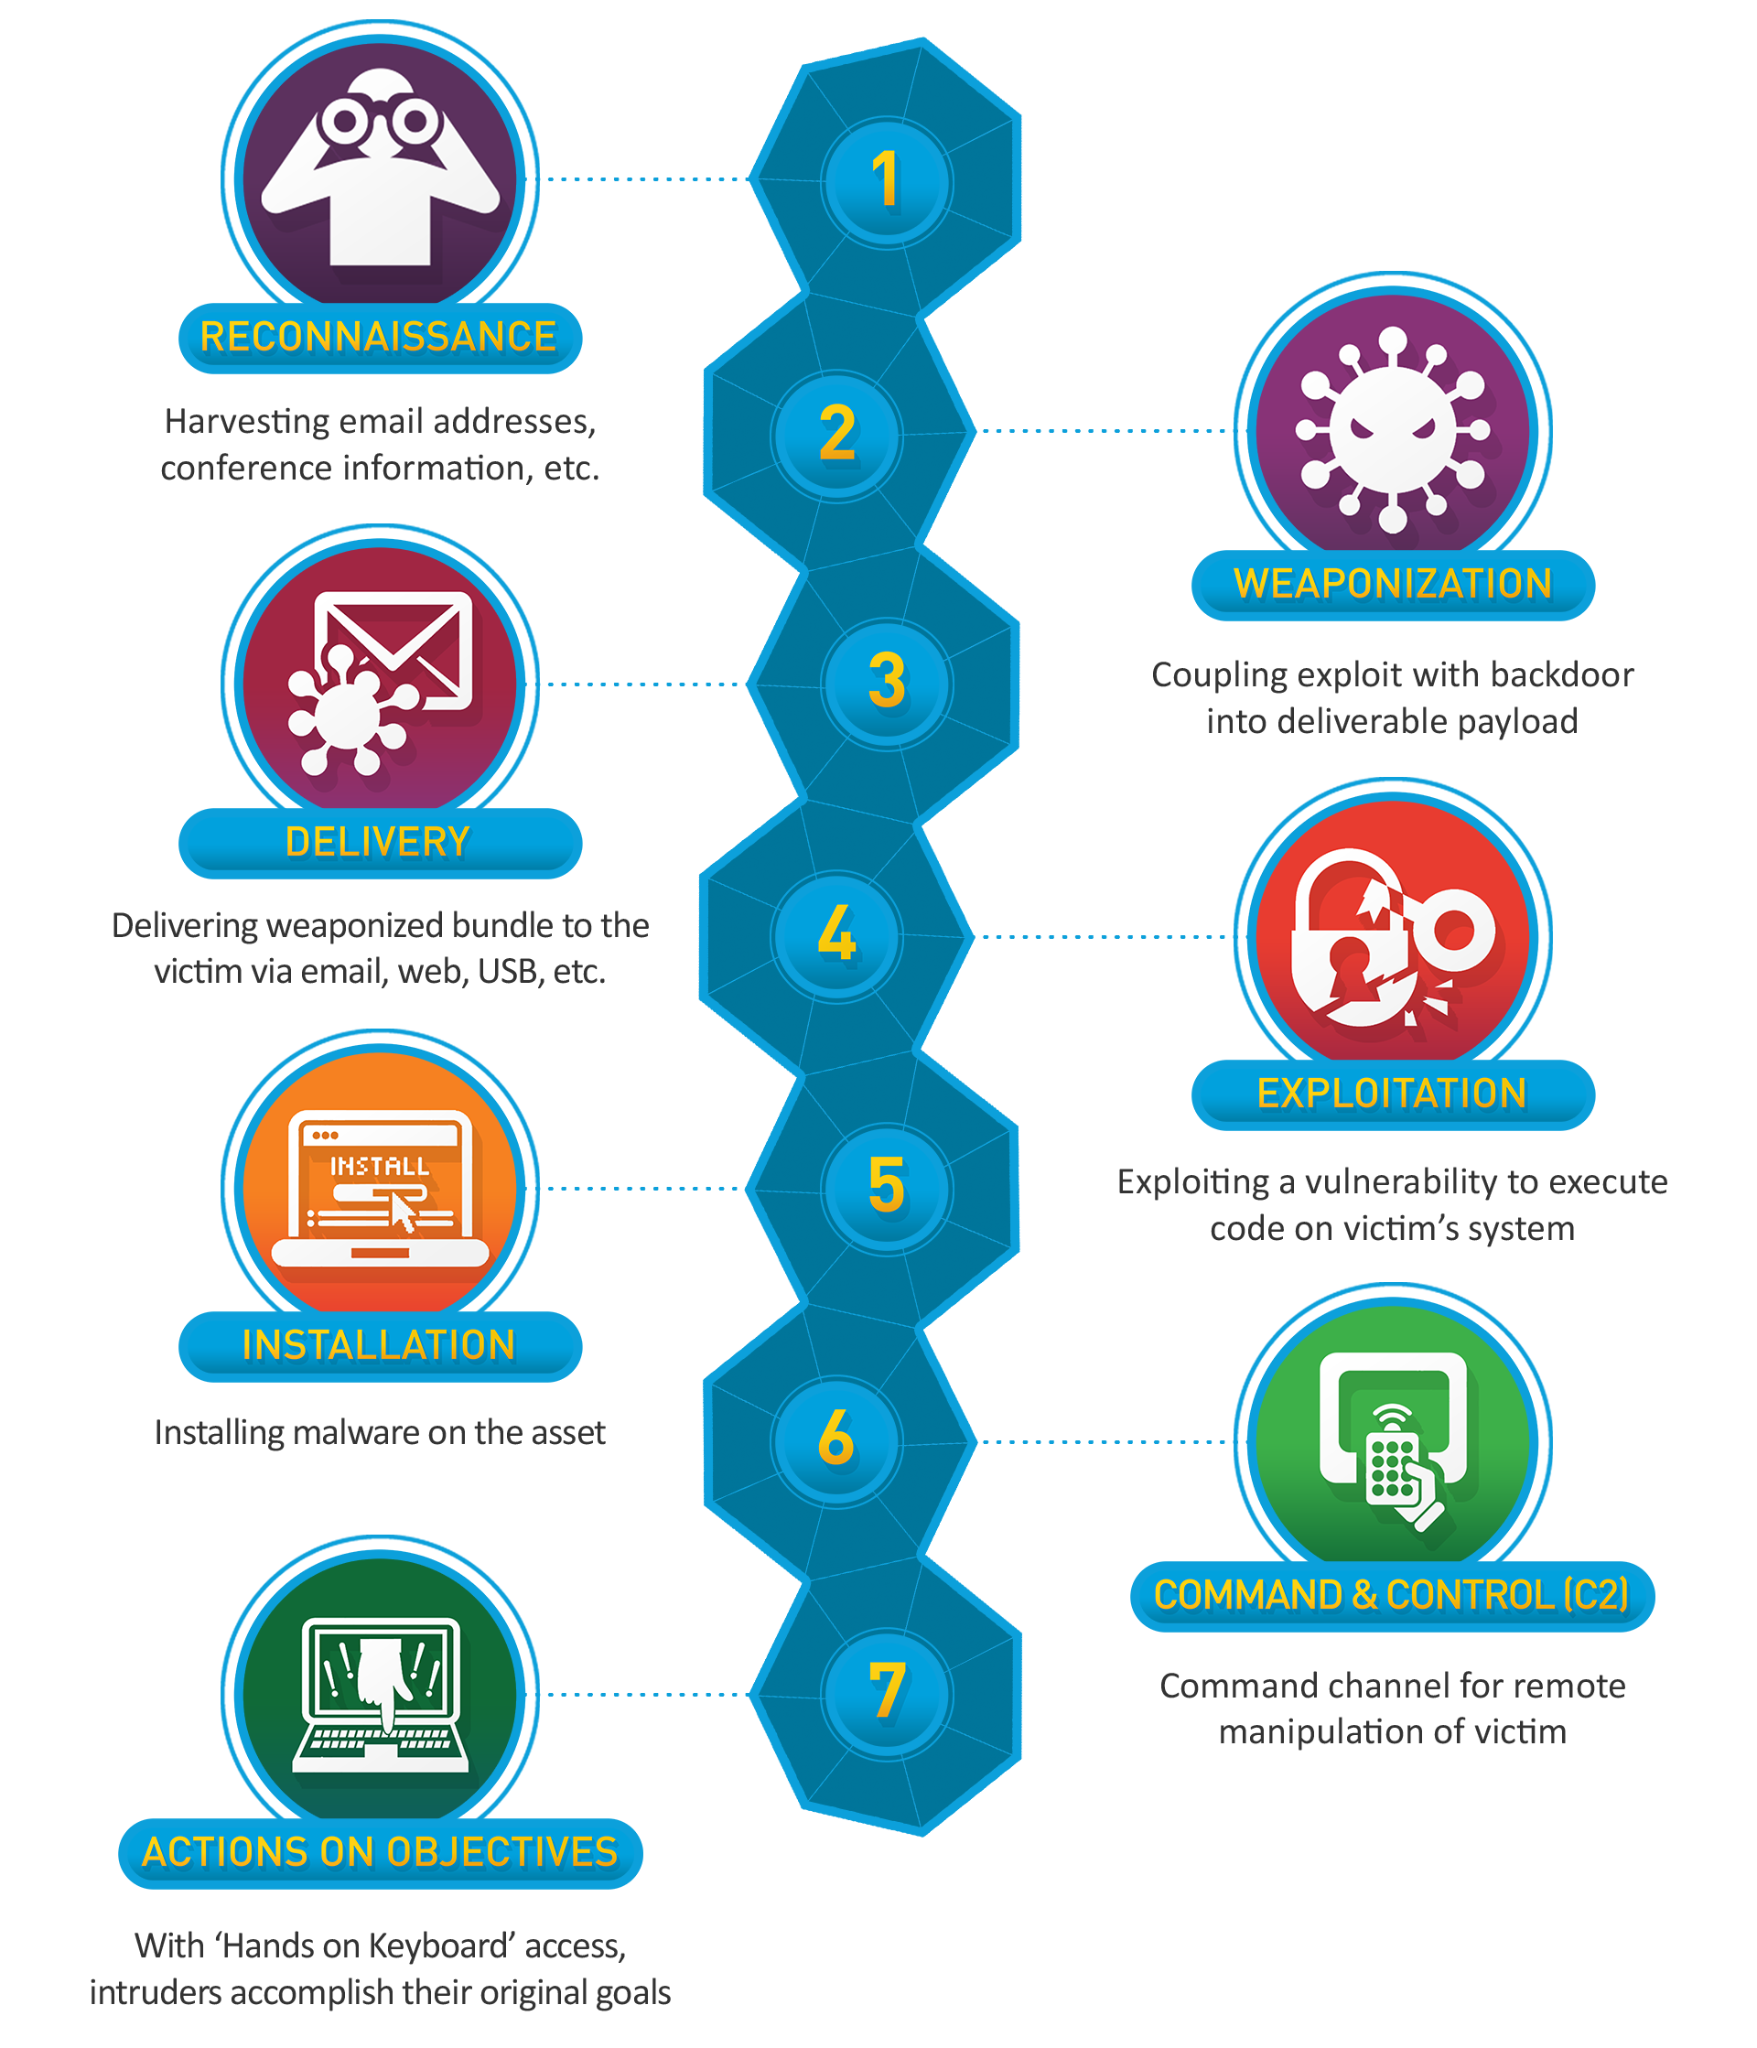 1
RECONNAISSANCE
Harvesting email addresses,
conference information, etc.
2
WEAPONIZATION
Coupling exploit with backdoor
into deliverable payload
3
DELIVERY
Delivering weaponized bundle to the
victim via email, web, USB, etc.
4
EXPLOITATION
Exploiting a vulnerability to execute
code on victim’s system
5
INSTALL
INSTALLATION
Installing malware on the asset
6
COMMAND & CONTROL (C2)
Command channel for remote
manipulation of victim
7
ACTIONS ON OBJECTIVES
With ‘Hands on Keyboard’ access,
intruders accomplish their original goals